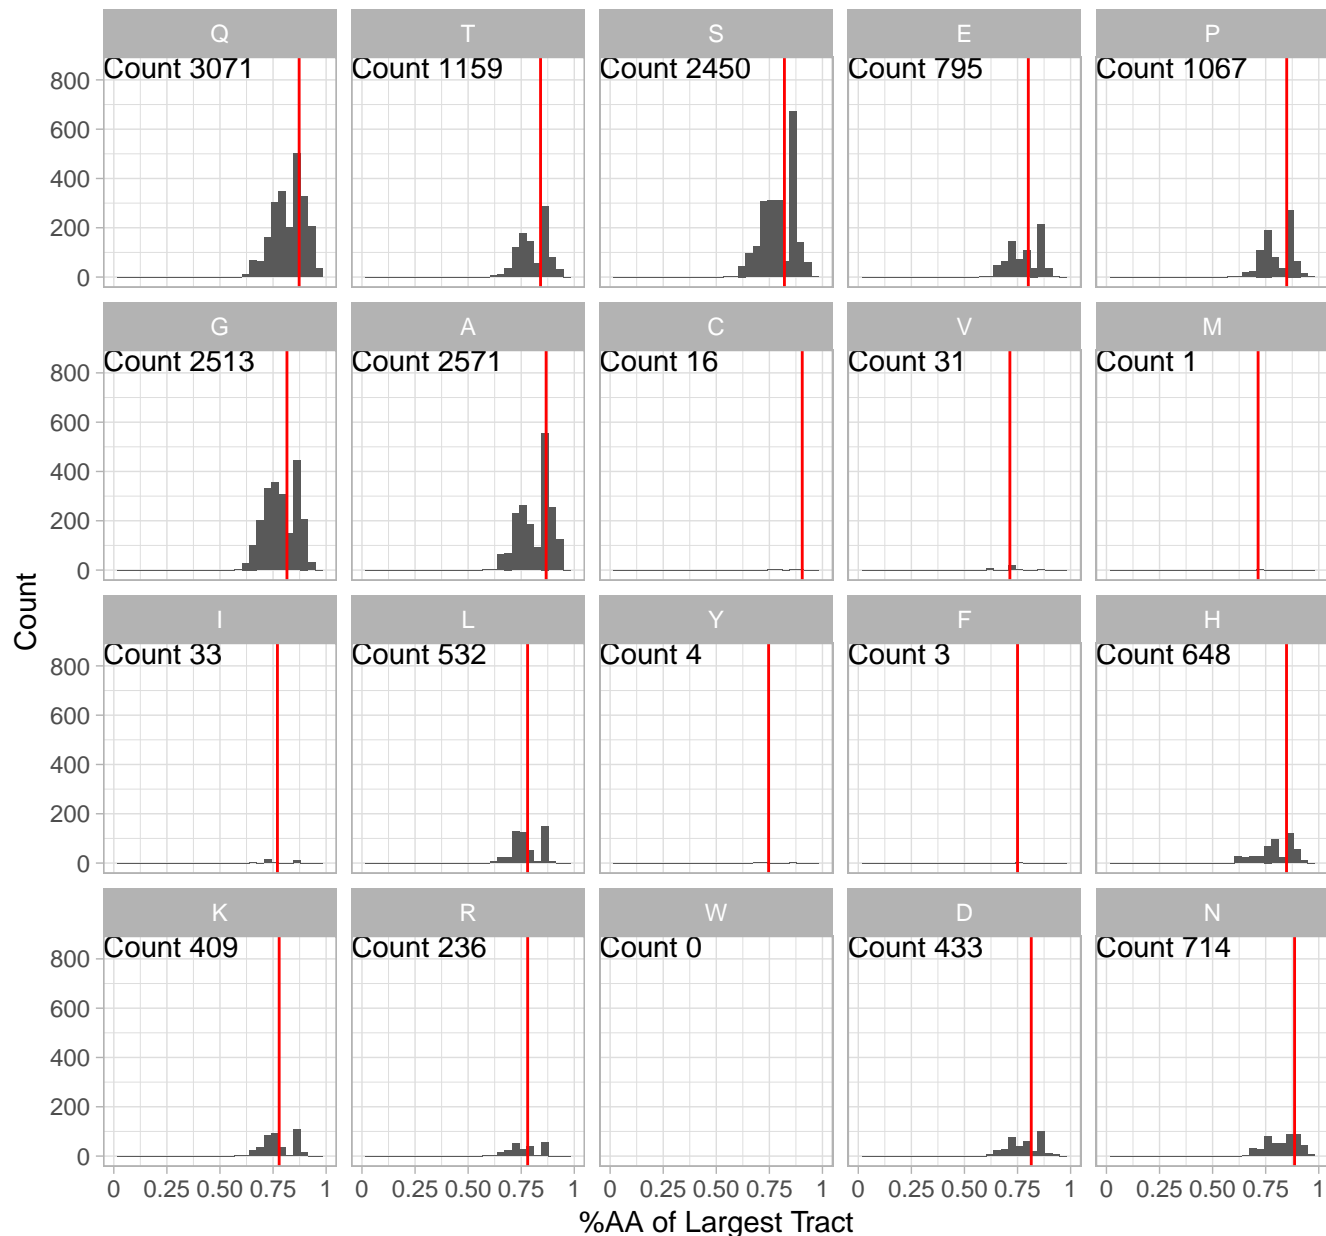 Q T S E P
Count 3071 Count 1159 Count 2450 Count 795 Count 1067
800
600
400
200
0
G A C V M
Count 2513 Count 2571 Count 16 Count 31 Count 1
800
600
400
200
0
Count
I L Y F H
Count 33 Count 532 Count 4 Count 3 Count 648
800
600
400
200
0
K R W D N
Count 409 Count 236 Count 0 Count 433 Count 714
800
600
400
200
0
0 0.25 0.50 0.75 1 0 0.25 0.50 0.75 1 0 0.25 0.50 0.75 1 0 0.25 0.50 0.75 1 0 0.25 0.50 0.75 1
%AA of Largest Tract